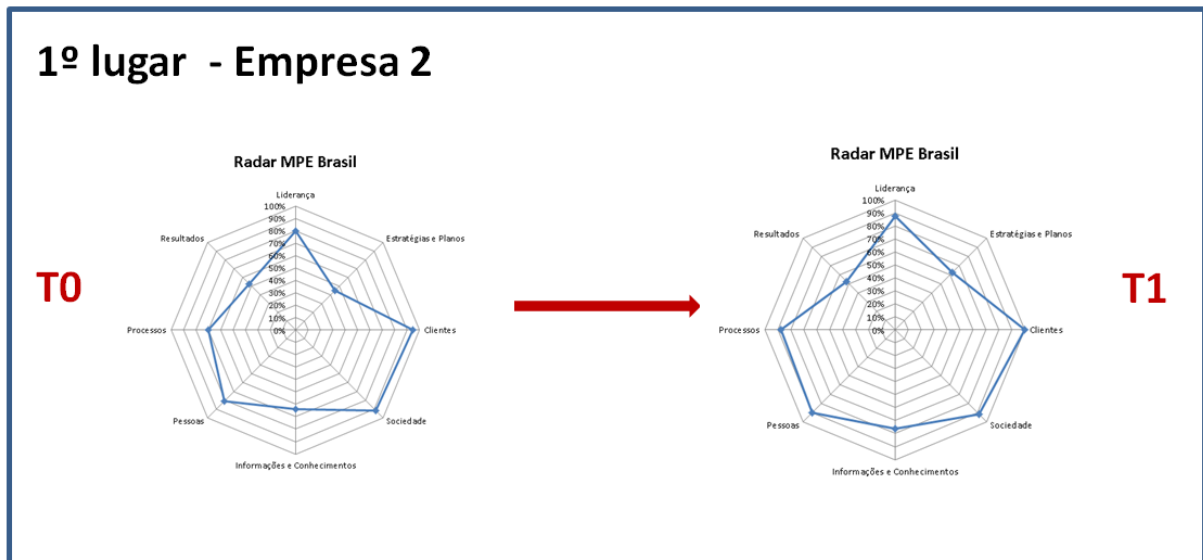 1º lugar - Empresa 2
T0
Radar MPE Brasil
Liderança
100%
90%
80%
70%
60%
50%
40%
30%
20%
10%
0%
Estratégias e Planos
Clientes
Sociedade
Informações e Conhecimentos
Pessoas
Processos
Resultados
Radar MPE Brasil
Liderança
100%
90%
80%
70%
60%
50%
40%
30%
20%
10%
0%
Estratégias e Planos
Clientes
Sociedade
Informações e Conhecimentos
Pessoas
Processos
Resultados
T1